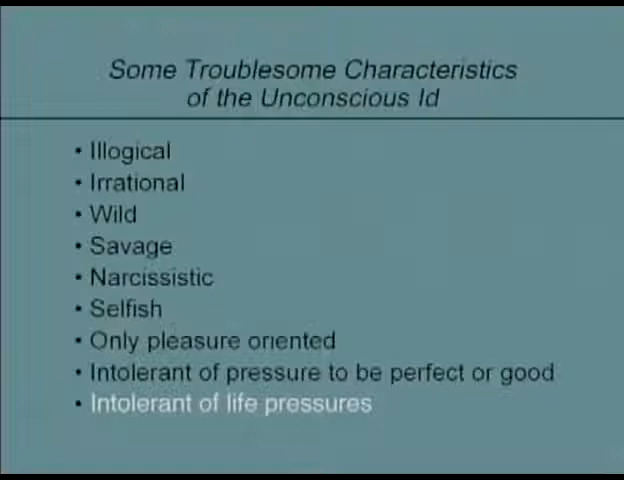 Some Troublesome Characteristics
of the Unconscious Id
• Illogical
• Irrational
• Wild
• Savage
• Narcissistic
• Selfish
• Only pleasure oriented
• Intolerant of pressure to be perfect or good
• Intolerant of life pressures